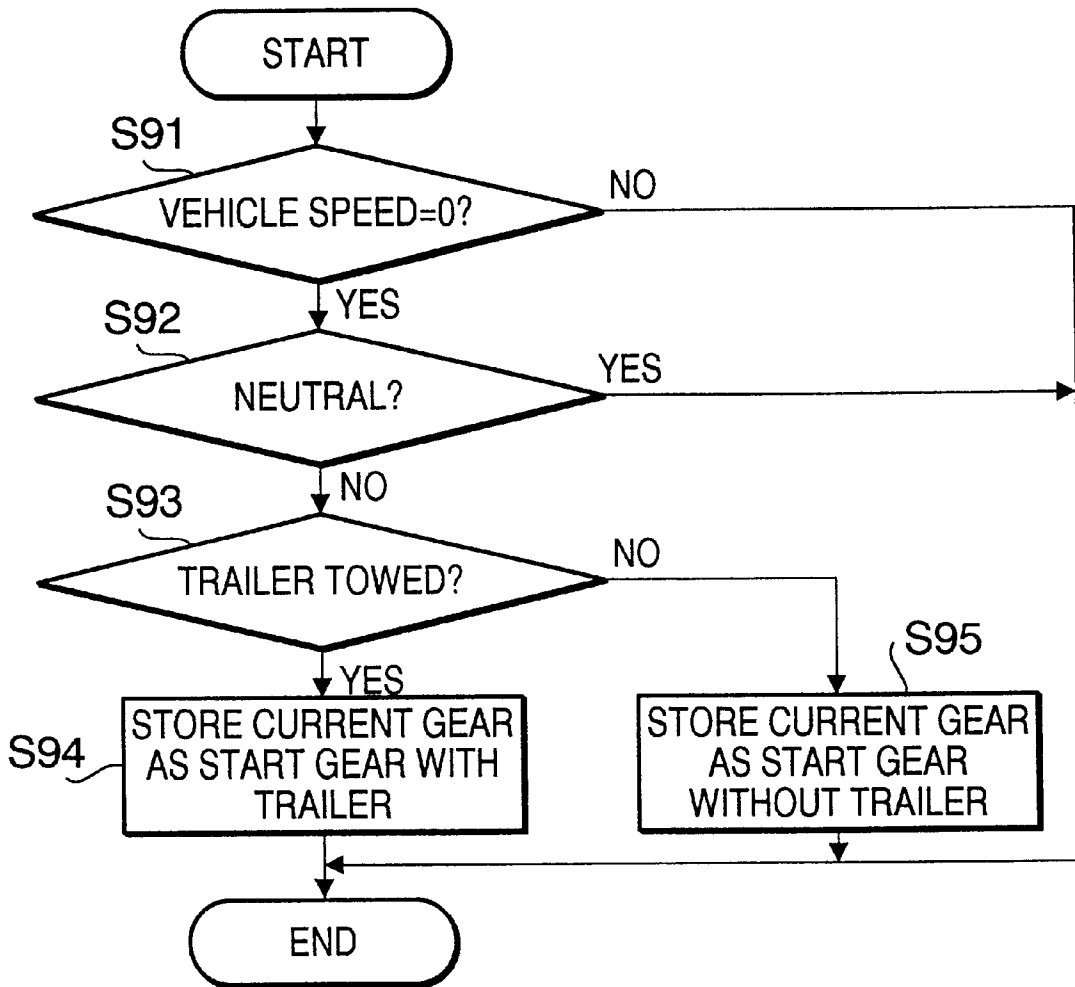 START
S91
VEHICLE SPEED=0?
NO
YES
S92
NEUTRAL?
YES
NO
S93
TRAILER TOWED?
NO
YES
S94
STORE CURRENT GEAR
AS START GEAR WITH
TRAILER
S95
STORE CURRENT GEAR
AS START GEAR
WITHOUT TRAILER
END